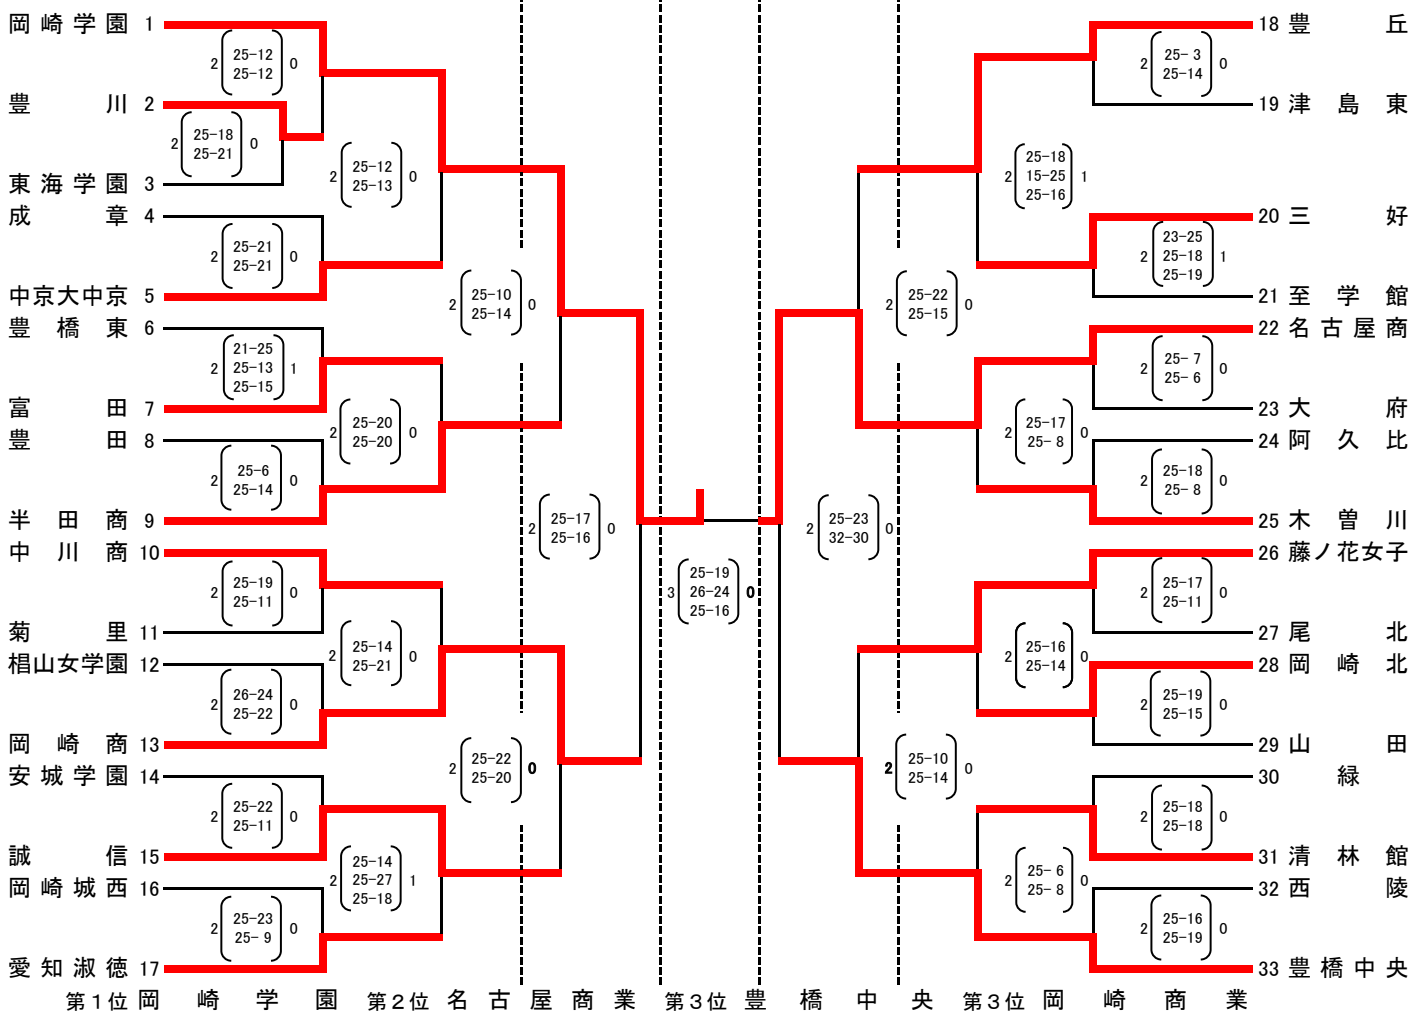 岡崎学園 1
2 25-12 0
25-12
豊川 2
2 25-18 0
25-21
東海学園 3
2 25-12 0
25-13
成章 4
2 25-21 0
25-21
中京大中京 5
2 25-10 0
25-14
豊橋東 6
21-25
2 25-13 1
25-15
富田 7
2 25-20 0
25-20
豊田 8
2 25-6 0
25-14
半田商 9
2 25-17 0
25-16
中川商 10
2 25-19 0
25-11
菊里 11
2 25-14 0
25-21
椙山女学園 12
2 26-24 0
25-22
岡崎商 13
2 25-22 0
25-20
安城学園 14
2 25-22 0
25-11
誠信 15
25-14
2 25-27 1
25-18
岡崎城西 16
2 25-23 0
25- 9
愛知淑徳 17
25-19
3 26-24 0
25-16
18 豊丘
2 25- 3 0
25-14
19 津島東
25-18
2 15-25 1
25-16
20 三好
23-25
2 25-18 1
25-19
21 至学館
2 25-22 0
25-15
22 名古屋商
2 25- 7 0
25- 6
23 大府
2 25-17 0
25- 8
24 阿久比
2 25-18 0
25- 8
25 木曽川
2 25-23 0
32-30
26 藤ノ花女子
2 25-17 0
25-11
27 尾北
2 25-16 0
25-14
28 岡崎北
2 25-19 0
25-15
29 山田
2 25-10 0
25-14
30 緑
2 25-18 0
25-18
31 清林館
2 25- 6 0
25- 8
32 西陵
2 25-16 0
25-19
33 豊橋中央
第1位 岡崎学園 第2位 名古屋商業 第3位 豊橋中央 第3位 岡崎商業